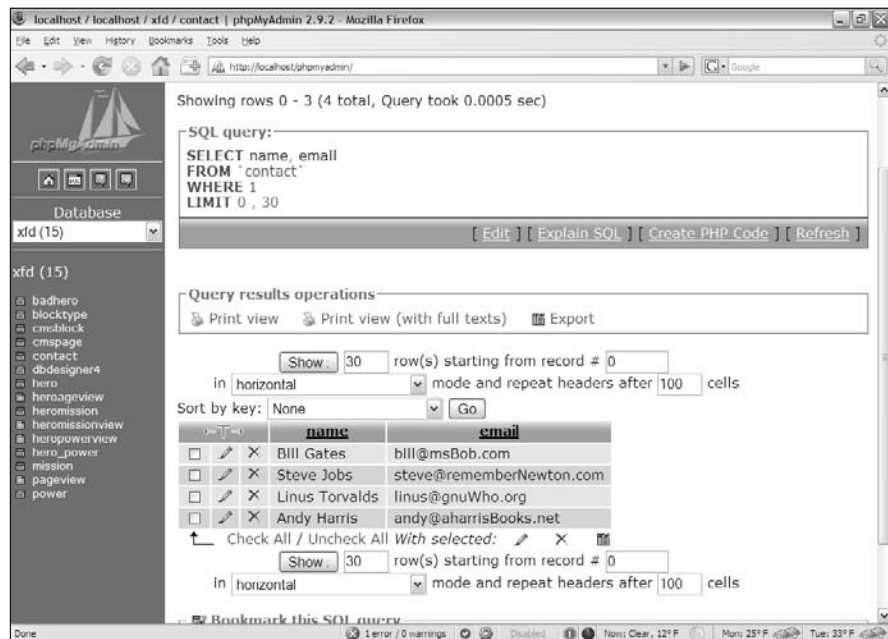 localhost / localhost / xfd / contact | phpMyAdmin 2.9.2 - Mozilla Firefox
File Edit View History Bookmarks Tools Help
http://localhost/phpmyadmin/
Google
phpMyAdmin
Database
xfd (15)
xfd (15)
badhero
blocktype
cmsblock
cmspage
contact
dbdesigner4
hero
heroageview
heromission
heromissionview
heropowerview
hero_power
mission
pageview
power
Showing rows 0 - 3 (4 total, Query took 0.0005 sec)
SQL query:
SELECT name, email
FROM `contact`
WHERE 1
LIMIT 0 , 30
[ Edit ] [ Explain SQL ] [ Create PHP Code ] [ Refresh ]
Query results operations
Print view Print view (with full texts) Export
Show : 30 row(s) starting from record # 0
in horizontal mode and repeat headers after 100 cells
Sort by key: None Go
←T→ name email
Bill Gates bill@msBob.com
Steve Jobs steve@rememberNewton.com
Linus Torvalds linus@gnuWho.org
Andy Harris andy@aharrisBooks.net
Check All / Uncheck All With selected:
Show : 30 row(s) starting from record # 0
in horizontal mode and repeat headers after 100 cells
Bookmark this SQL query
Done 1 error / 0 warnings Disabled Now: Clear, 12° F Mon: 25° F Tue: 33° F